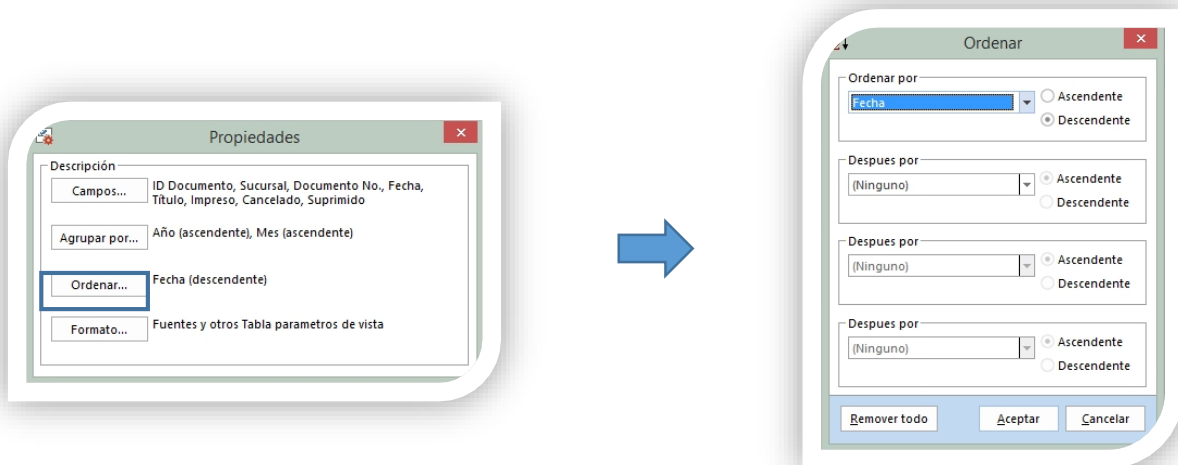 Propiedades
Descripción
Campos...
ID Documento, Sucursal, Documento No., Fecha,
Título, Impreso, Cancelado, Suprimido
Agrupar por...
Año (ascendente), Mes (ascendente)
Ordenar...
Fecha (descendente)
Formato...
Fuentes y otros Tabla parametros de vista
Ordenar
Ordenar por
Fecha
Ascendente
Descendente
Despues por
(Ninguno)
Ascendente
Descendente
Despues por
(Ninguno)
Ascendente
Descendente
Despues por
(Ninguno)
Ascendente
Descendente
Remover todo
Aceptar
Cancelar